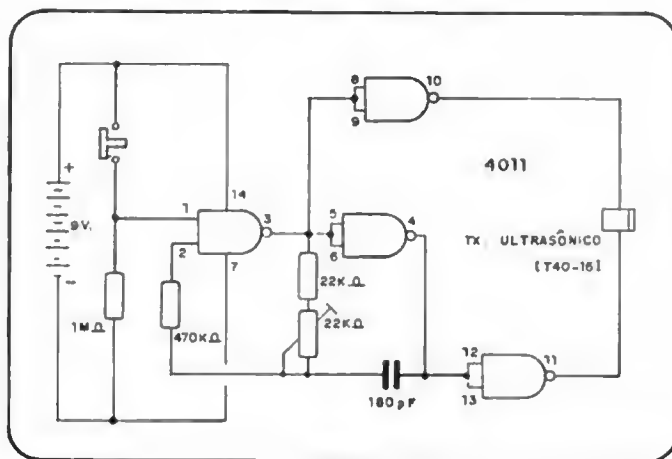 8
9
10
4011
+
9V.
-
1
14
3
2
7
5
6
4
TX ULTRASÔNICO
[T40-16]
22KΩ
22KΩ
1MΩ
470KΩ
180pF
12
13
11